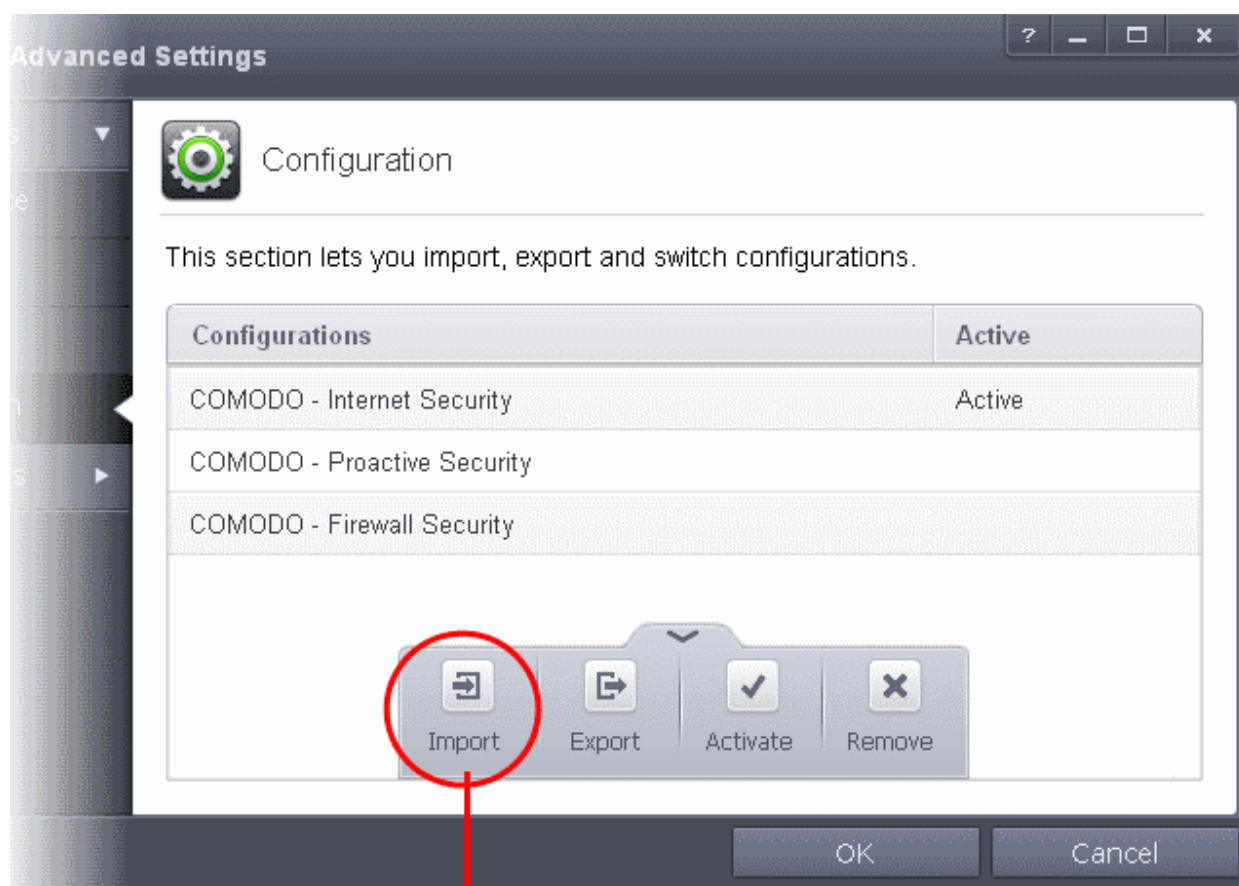 Advanced Settings
?
Configuration
This section lets you import, export and switch configurations.
Configurations Active
COMODO - Internet Security Active
COMODO - Proactive Security
COMODO - Firewall Security
Import Export Activate Remove
OK Cancel